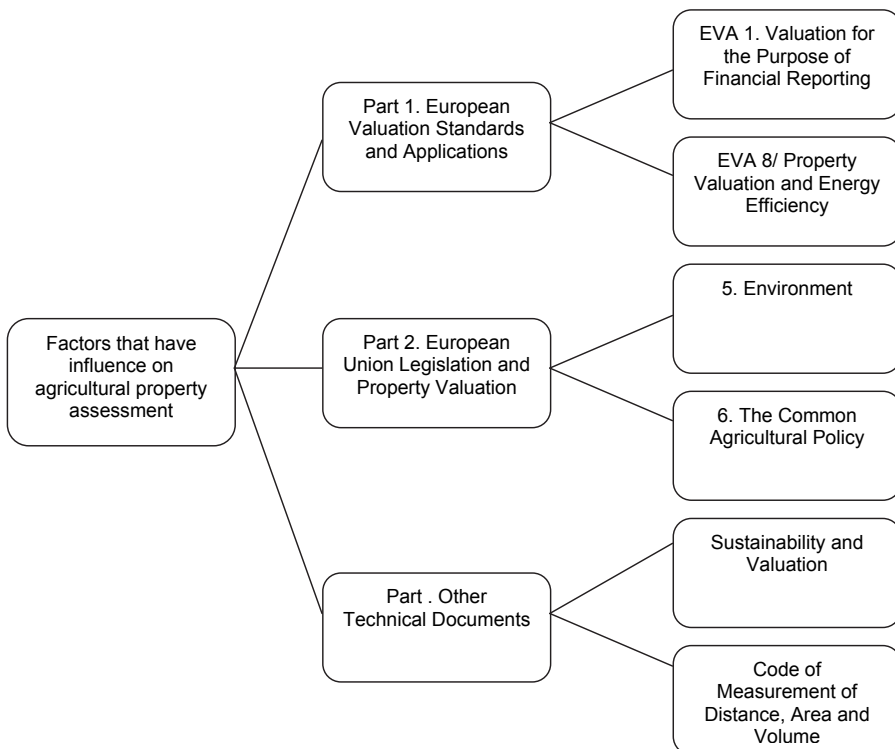 Factors that have
influence on
agricultural property
assessment
Part 1. European
Valuation Standards
and Applications
EVA 1. Valuation for
the Purpose of
Financial Reporting
EVA 8/ Property
Valuation and Energy
Efficiency
Part 2. European
Union Legislation and
Property Valuation
5. Environment
6. The Common
Agricultural Policy
Part . Other
Technical Documents
Sustainability and
Valuation
Code of
Measurement of
Distance, Area and
Volume